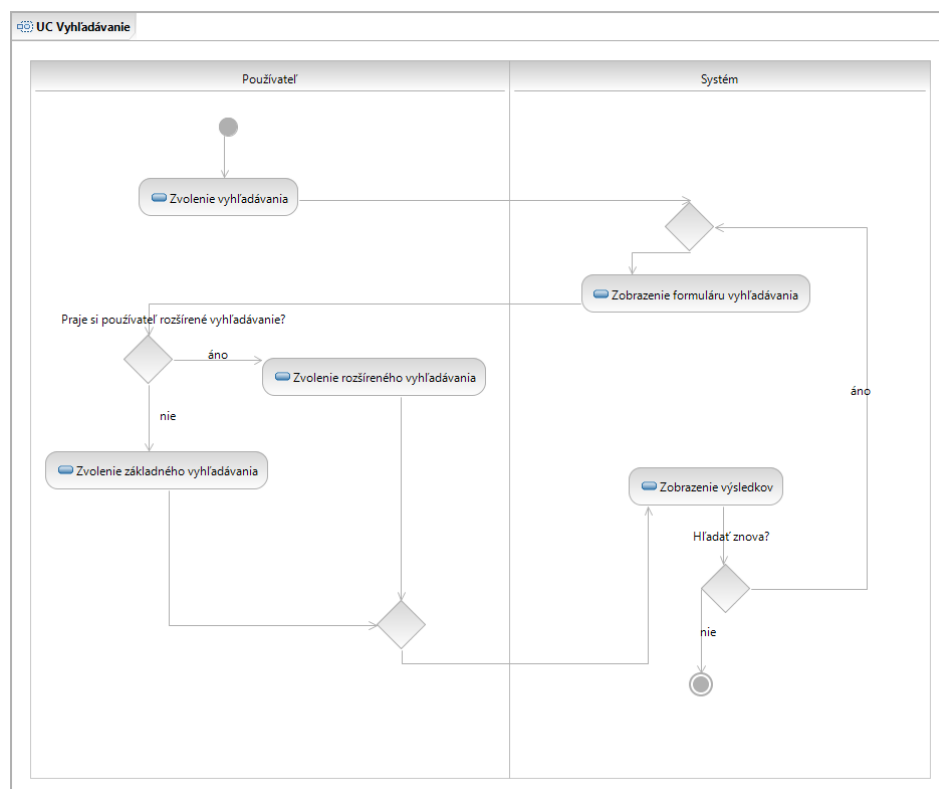 UC Vyhľadávanie
Používateľ
Systém
Zvolenie vyhľadávania
Zobrazenie formuláru vyhľadávania
Praje si používateľ rozšírené vyhľadávanie?
áno
Zvolenie rozšíreného vyhľadávania
nie
Zvolenie základného vyhľadávania
áno
Zobrazenie výsledkov
Hľadať znova?
nie